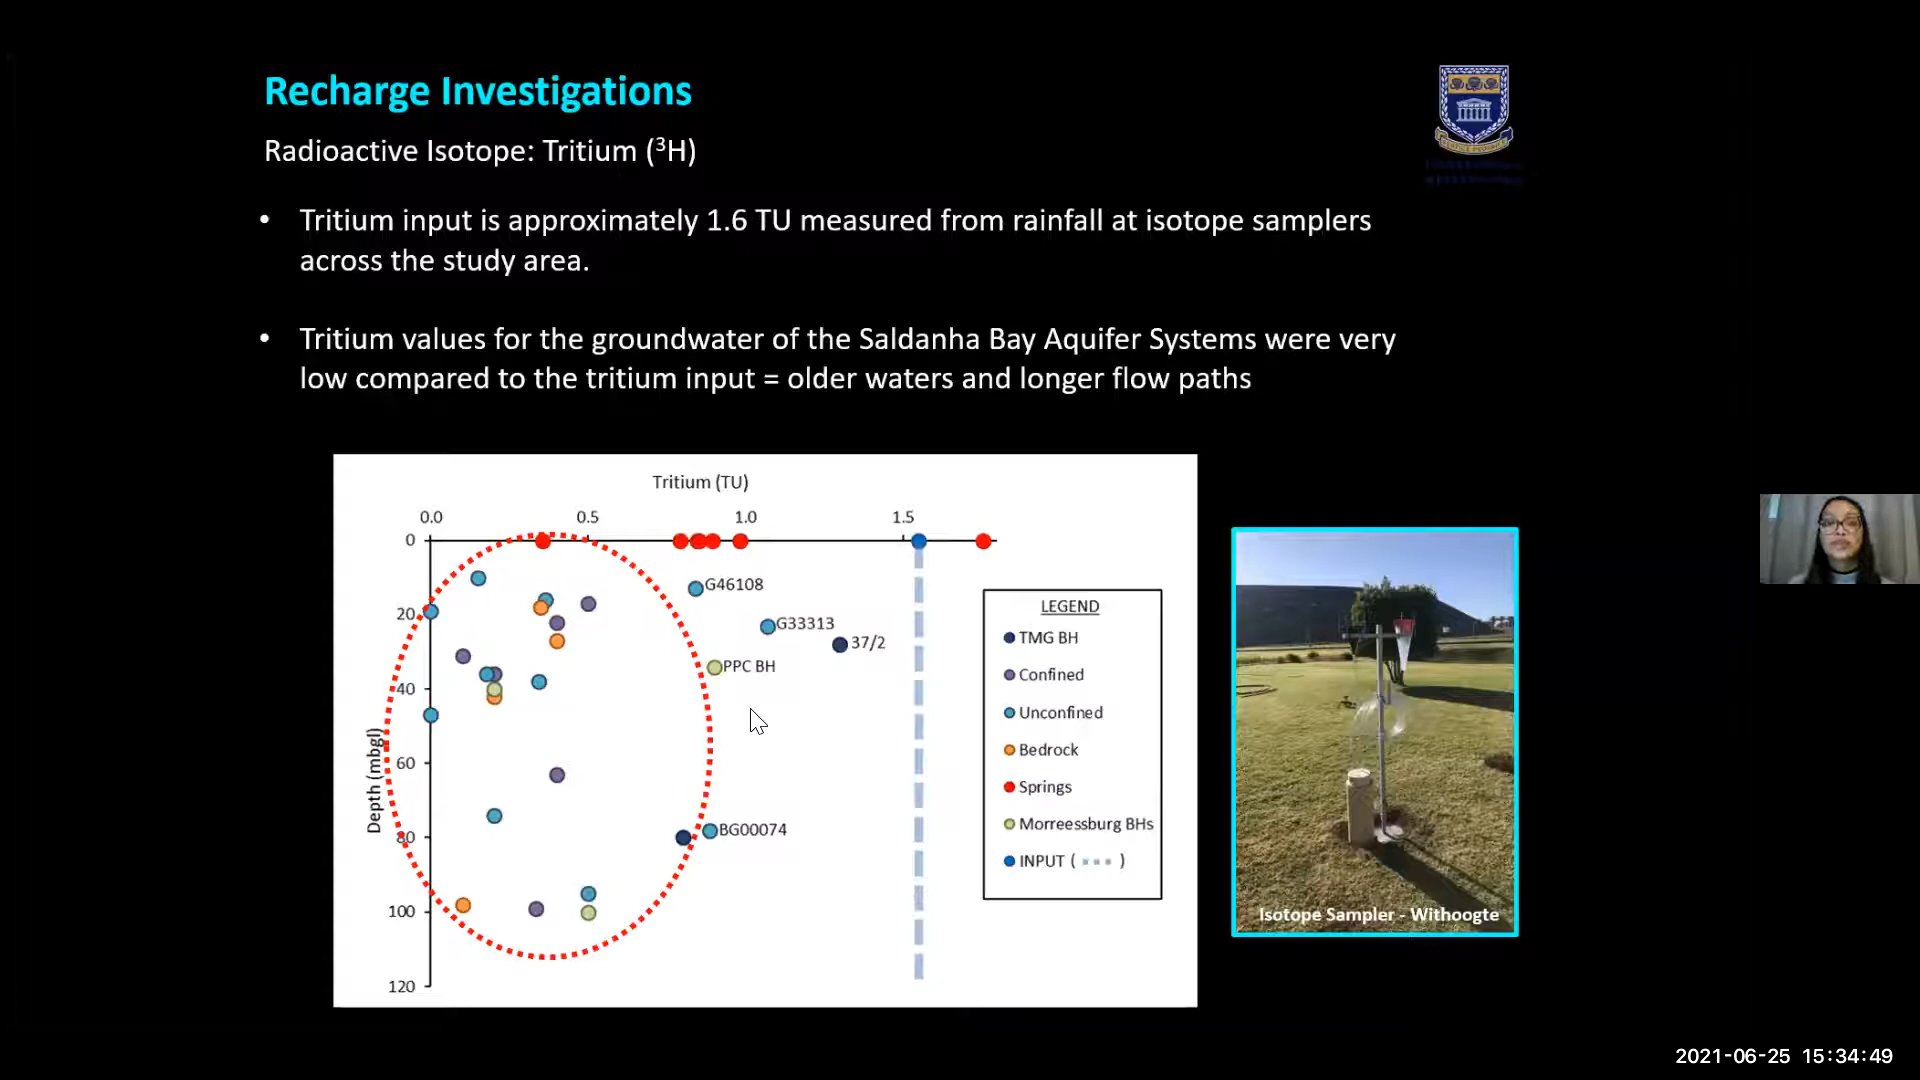 Recharge Investigations
Radioactive Isotope: Tritium (³H)
• Tritium input is approximately 1.6 TU measured from rainfall at isotope samplers
across the study area.
• Tritium values for the groundwater of the Saldanha Bay Aquifer Systems were very
low compared to the tritium input = older waters and longer flow paths
Tritium (TU)
0.0 0.5 1.0 1.5
0
20
40
60
80
100
120
Depth (mbgl)
G46108
G33313
37/2
PPC BH
BG00074
LEGEND
TMG BH
Confined
Unconfined
Bedrock
Springs
Morreessburg BHs
INPUT ( )
Isotope Sampler - Withoogte
2021-06-25 15:34:49